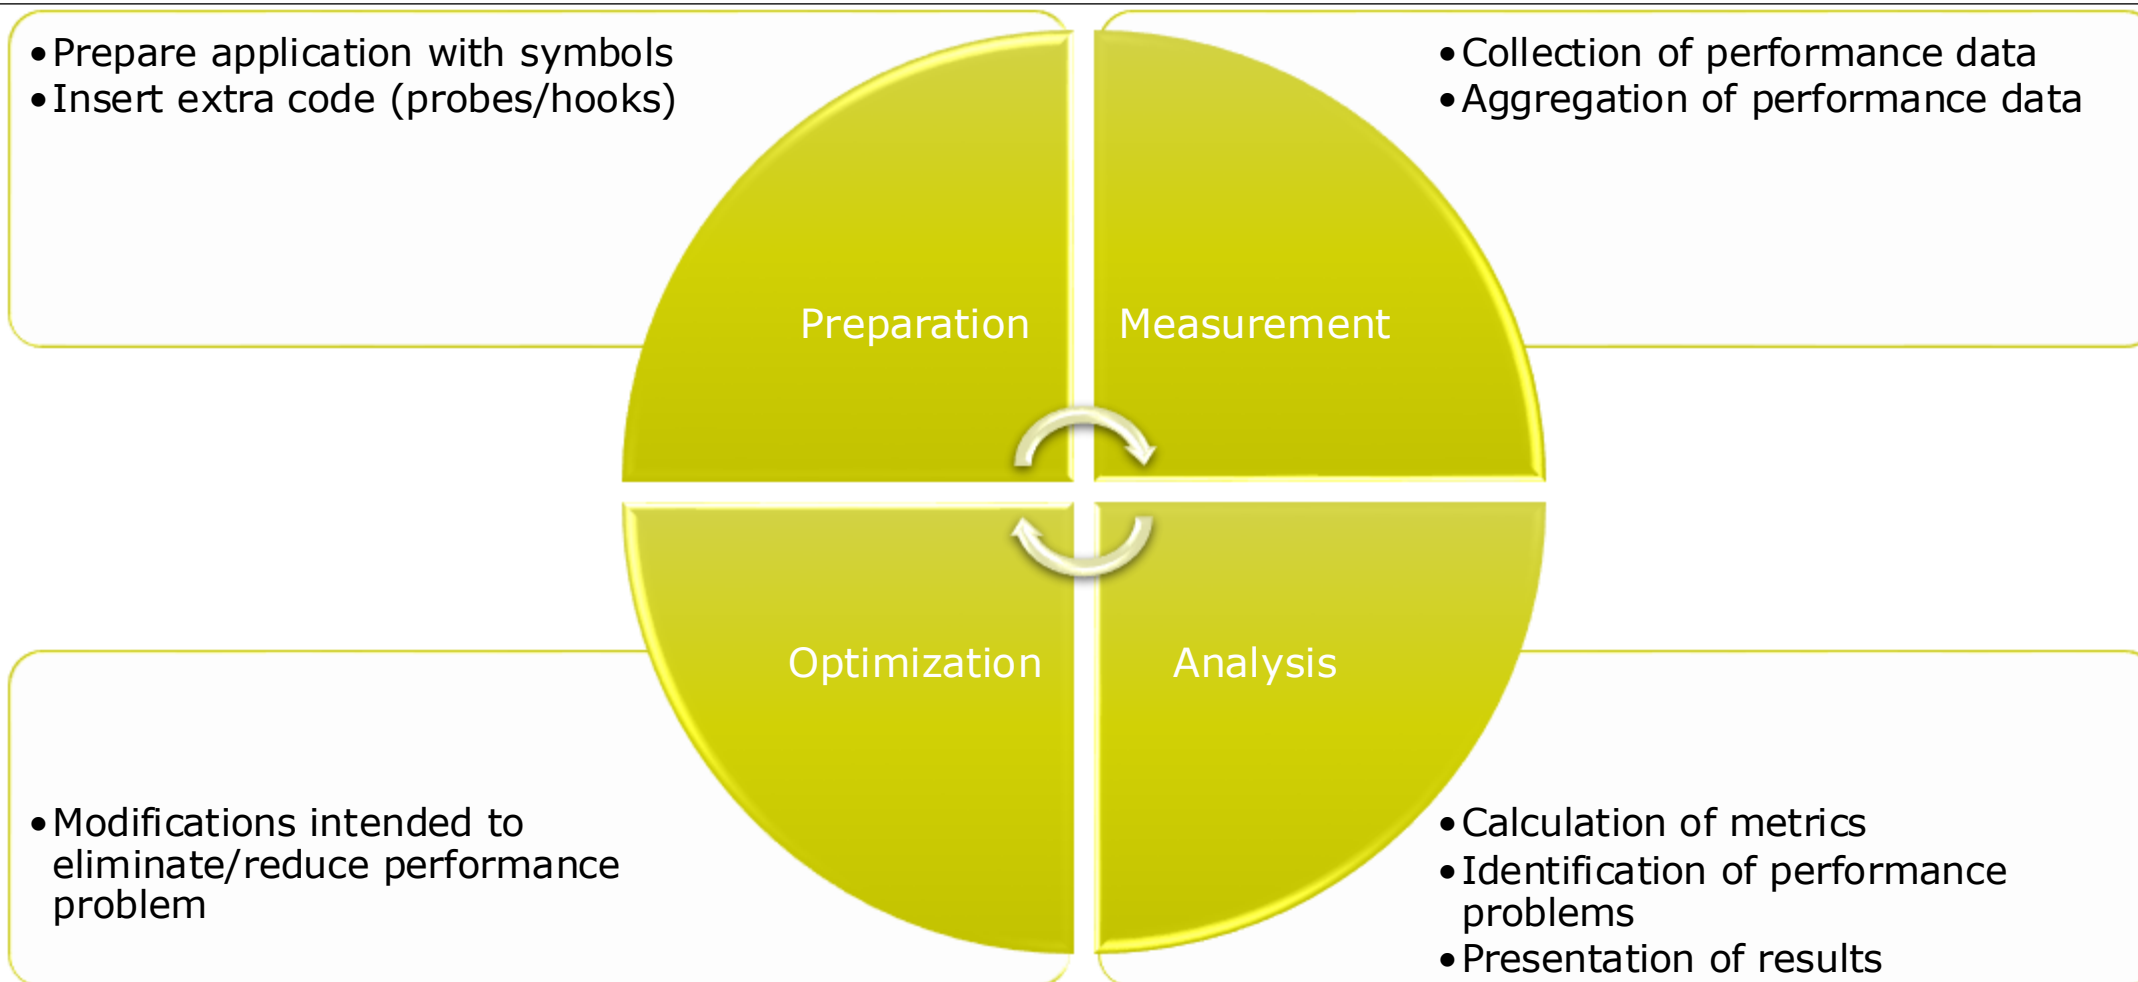 •Prepare application with symbols
•Insert extra code (probes/hooks)
•Collection of performance data
•Aggregation of performance data
Preparation
Measurement
Optimization
Analysis
•Modifications intended to
eliminate/reduce performance
problem
•Calculation of metrics
•Identification of performance
problems
•Presentation of results